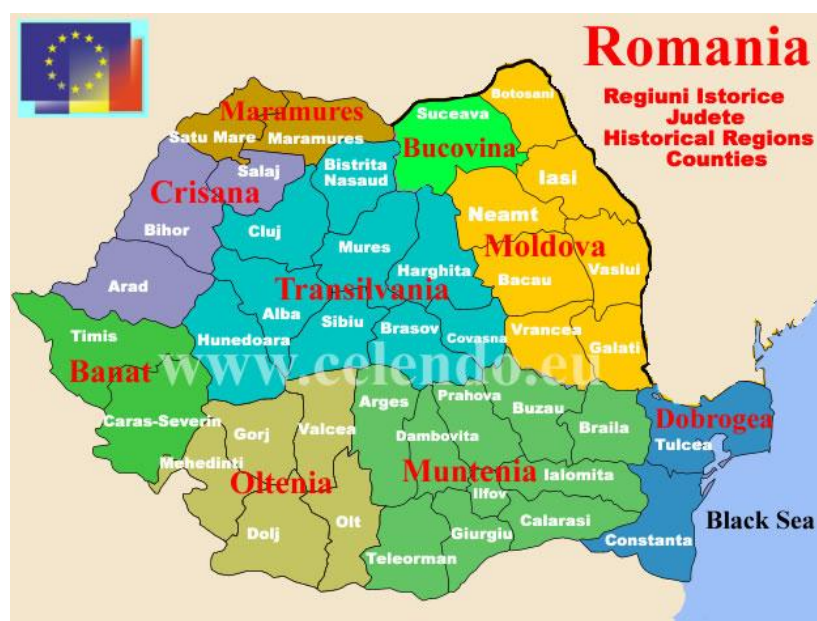 Romania
Regiuni Istorice
Judete
Historical Regions
Counties
Botosani
Suceava
Maramures
Satu Mare
Maramures
Bucovina
Bistrita
Nasaud
Salaj
Iasi
Crisana
Neamt
Bihor
Cluj
Mures
Moldova
Harghita
Vaslui
Bacau
Arad
Transilvania
Alba
Sibiu
Brasov
Covasna
Vrancea
Timis
Hunedoara
Galati
Banat
www.celendo.eu
Prahova
Arges
Buzau
Caras-Severin
Gorj
Valcea
Dambovita
Braila
Dobrogea
Tulcea
Mehedinti
Muntenia
Ialomita
Oltenia
Ilfov
Calarasi
Black Sea
Dolj
Olt
Giurgiu
Constanta
Teleorman